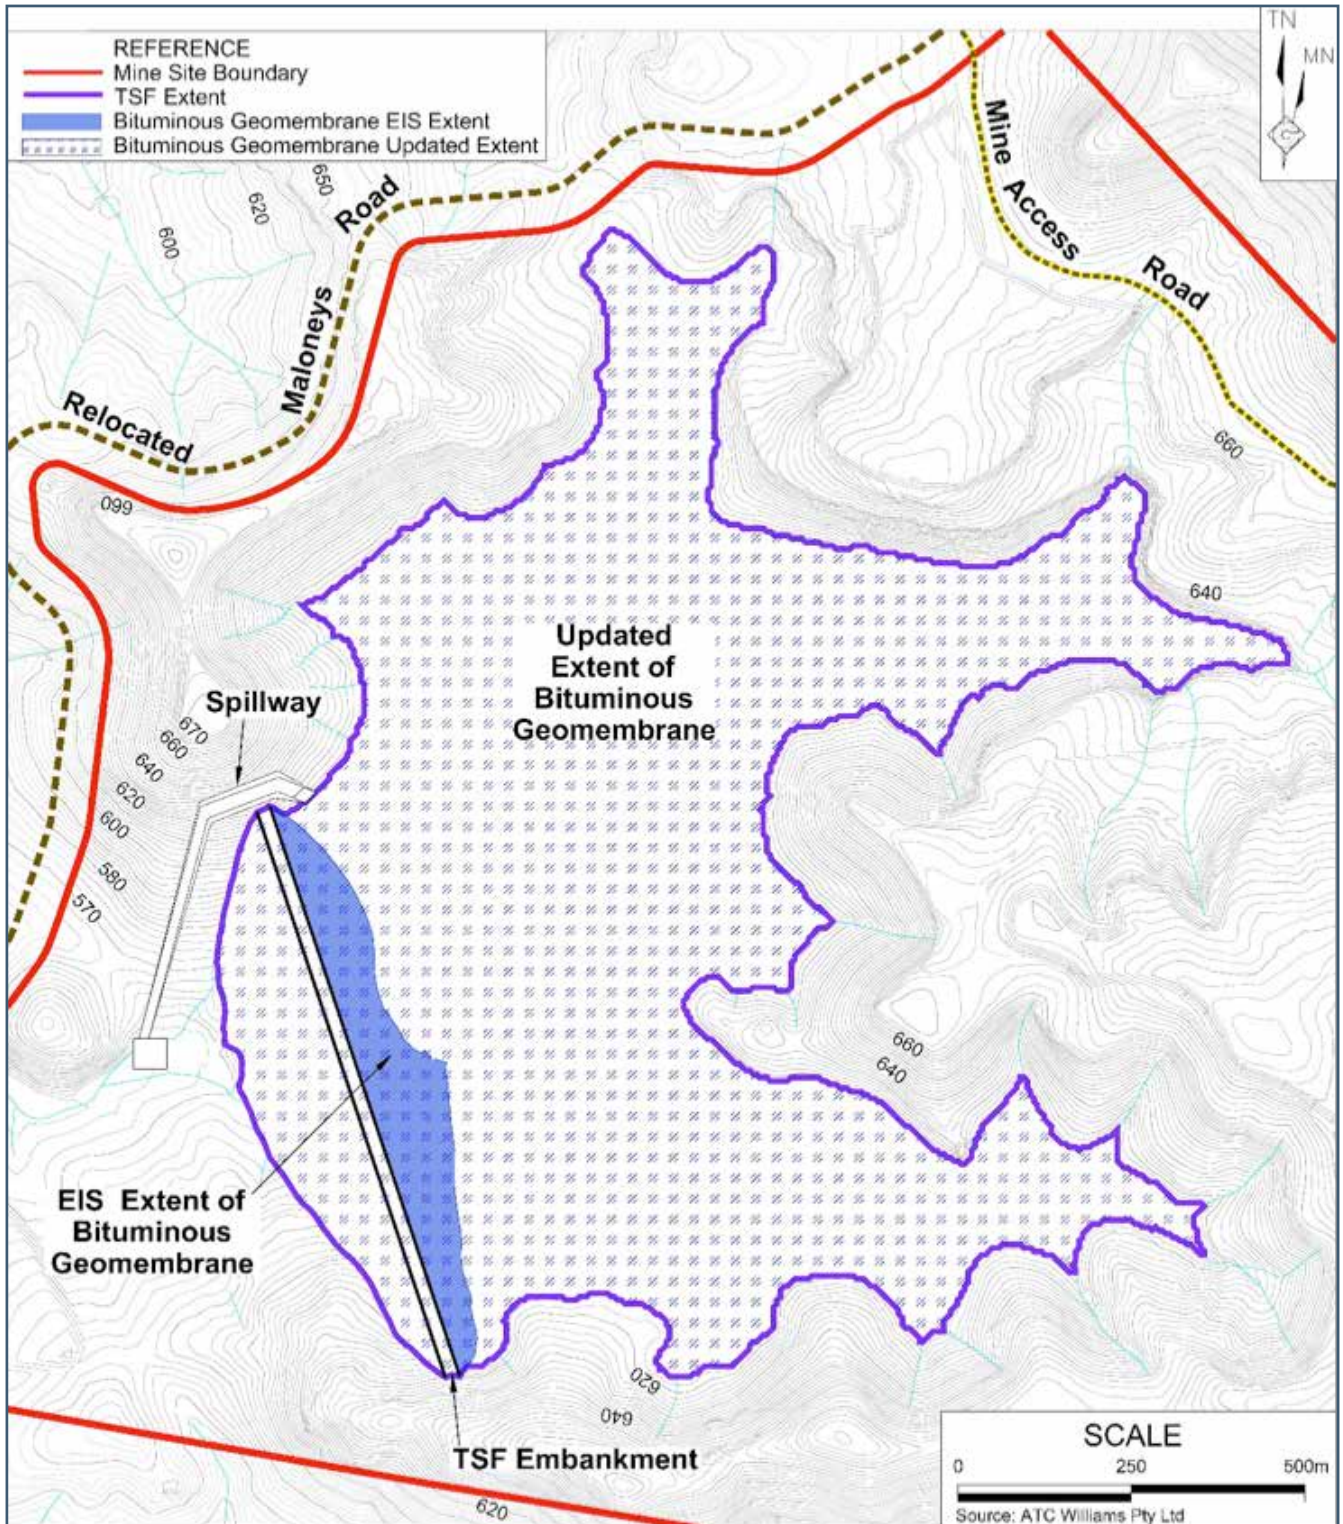 REFERENCE
Mine Site Boundary
TSF Extent
Bituminous Geomembrane EIS Extent
Bituminous Geomembrane Updated Extent
TN
MN
Mine Access Road
650
620
600
Relocated Maloneys Road
660
660
640
Updated
Extent of
Bituminous
Geomembrane
Spillway
670
660
640
620
600
580
570
660
640
EIS Extent of
Bituminous
Geomembrane
620
640
TSF Embankment
620
SCALE
0 250 500m
Source: ATC Williams Pty Ltd